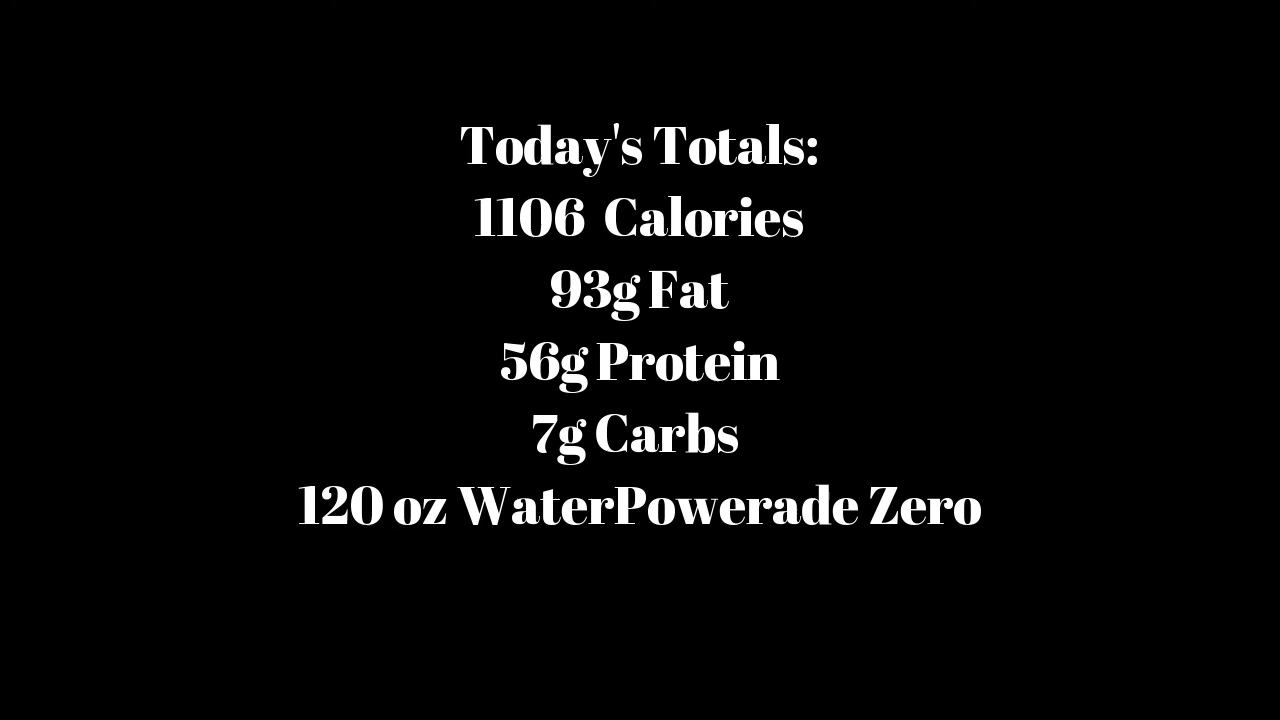 Today's Totals:
1106 Calories
93g Fat
56g Protein
7g Carbs
120 oz WaterPowerade Zero